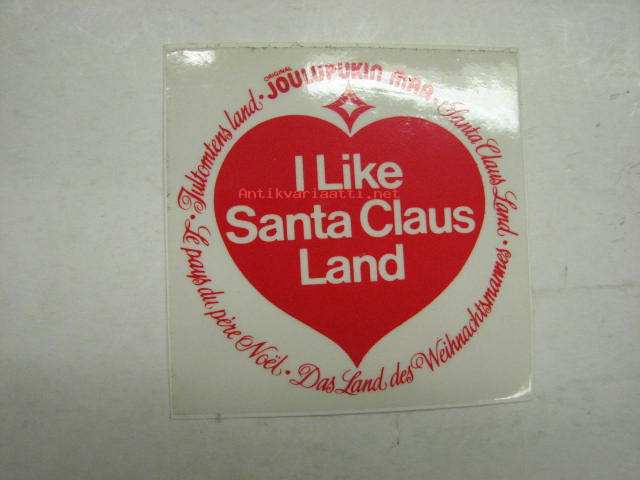 ORIGINAL
JOULUPUKIN MAA · Santa Claus Land · Das Land des Weihnachtsmannes · Le pays du père Noël · Jultomtens land ·
I Like
Antikvariaatti.net
Santa Claus
Land